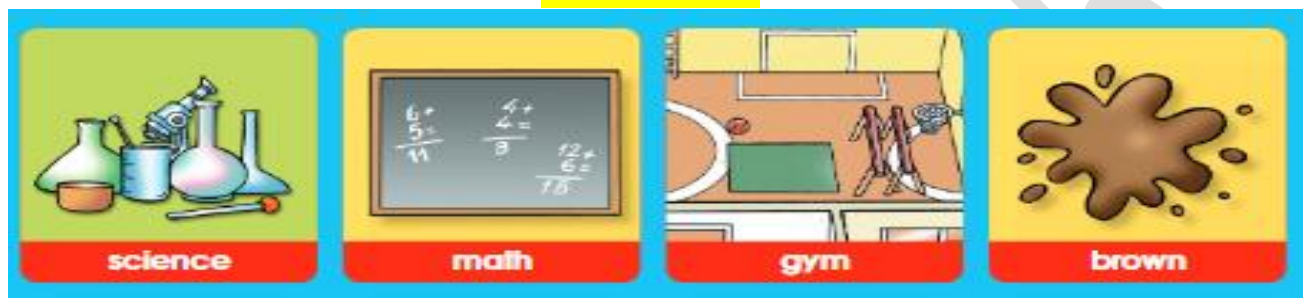 6+ 4+
5= 4=
11 8 12+
6=
18
science math gym brown